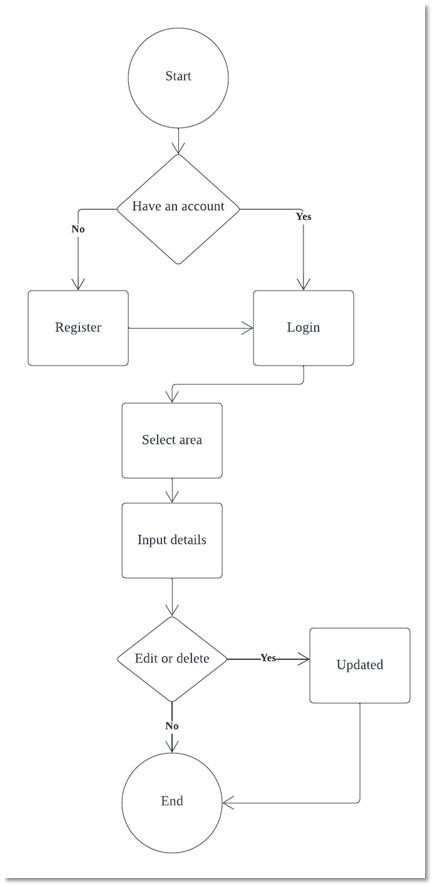 Start
Have an account
Yes
No
Register
Login
Select area
Input details
Edit or delete
Yes
Updated
No
End